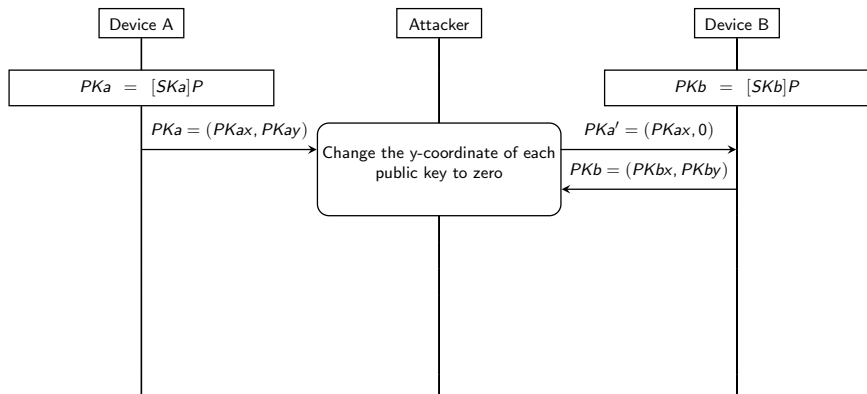 Device A
Attacker
Device B
PKa = [SKa]P
PKb = [SKb]P
PKa = (PKax, PKay)
PKa′ = (PKax, 0)
Change the y-coordinate of each
public key to zero
PKb = (PKbx, PKby)